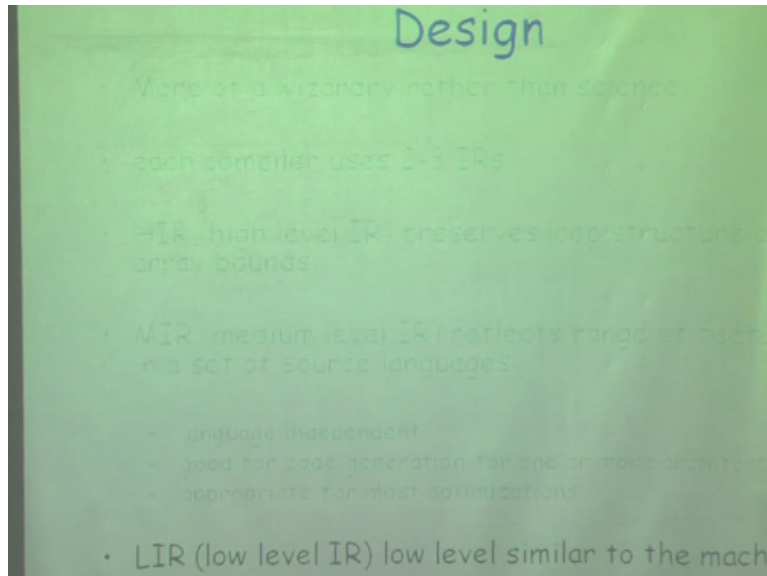 Design
• More of a wizardry rather than science
• each compiler uses 2-3 IRs
• HIR (high level IR) preserves loop structure
array bounds
• MIR (medium level IR) reflects range of
in a set of source languages
- language independent
- good for code generation for one or more
- appropriate for most optimizations
• LIR (low level IR) low level similar to the mach